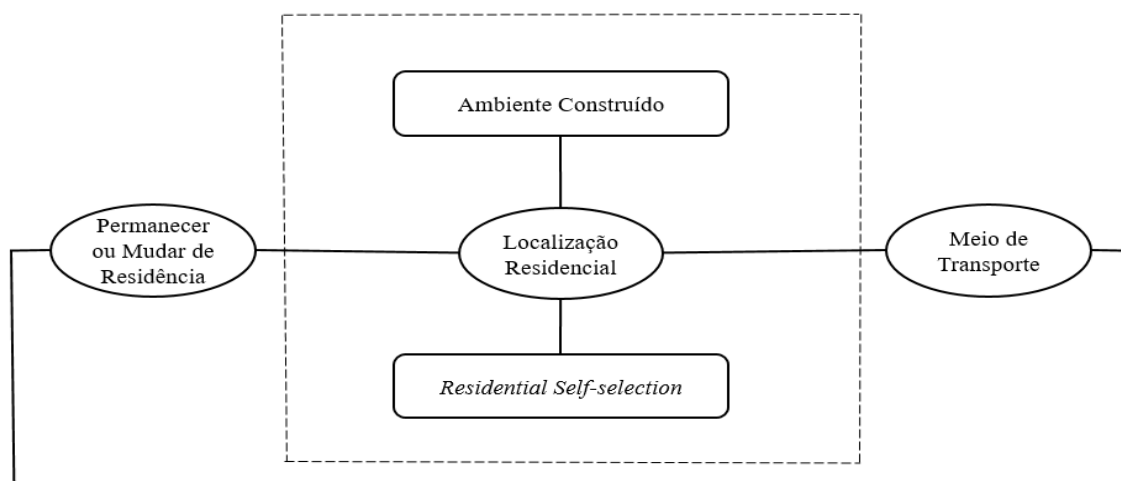 Ambiente Construído
Permanecer
ou Mudar de
Residência
Localização
Residencial
Meio de
Transporte
Residential Self-selection